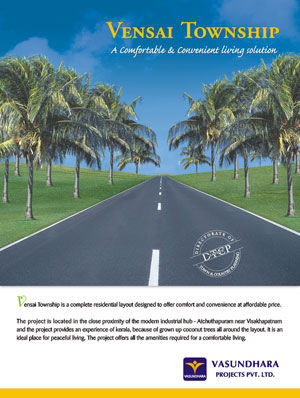 VENSAI TOWNSHIP
A Comfortable & Convenient living solution
DIRECTORATE OF
DTCP
TOWN & COUNTRY PLANNING
Vensai Township is a complete residential layout designed to offer comfort and convenience at affordable price.
The project is located in the close proximity of the modern industrial hub - Atchuthapuram near Visakhapatnam
and the project provides an experience of kerala, because of grown up coconut trees all around the layout. It is an
ideal place for peaceful living. The project offers all the amenities required for a comfortable living.
VASUNDHARA
VASUNDHARA
PROJECTS PVT. LTD.